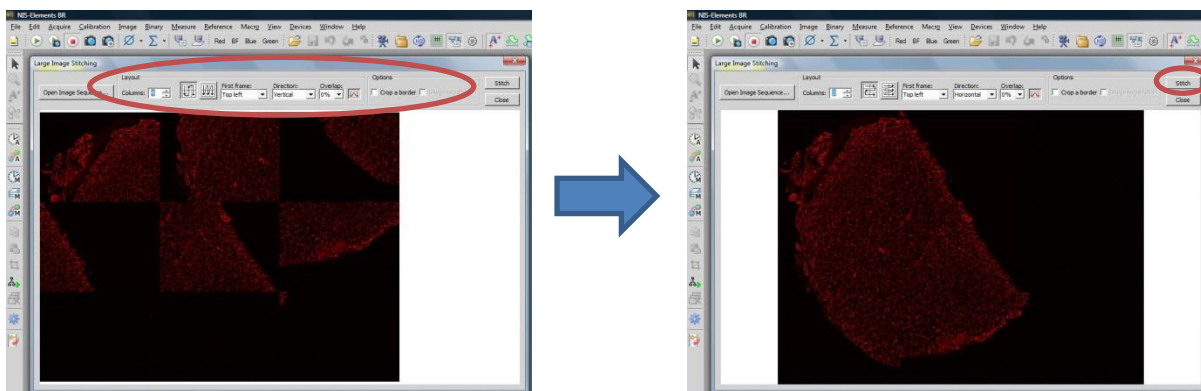 NIS-Elements BR
File Edit Acquire Calibration Image Binary Measure Reference Macro View Devices Window Help
Red BF Blue Green
Large Image Stitching
Layout
Options
Open Image Sequence...
Columns:
First frame:
Top left
Direction:
Vertical
Overlap:
0%
Crop a border
Stitch
Close
NIS-Elements BR
File Edit Acquire Calibration Image Binary Measure Reference Macro View Devices Window Help
Red BF Blue Green
Large Image Stitching
Layout
Options
Open Image Sequence...
Columns:
First frame:
Top left
Direction:
Horizontal
Overlap:
0%
Crop a border
Stitch
Close